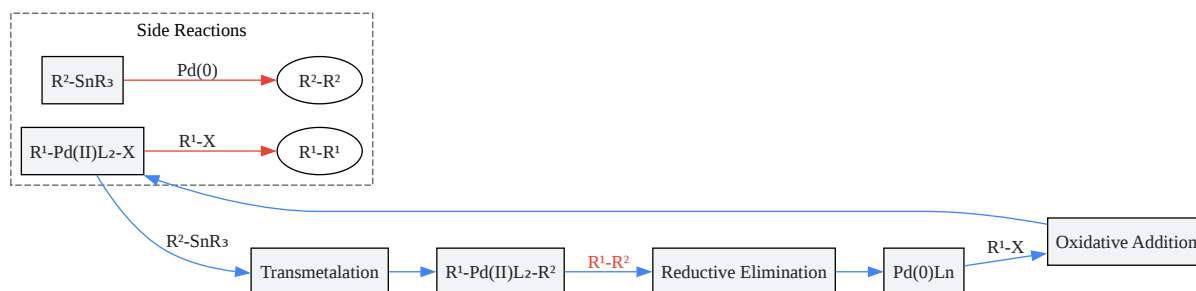 Side Reactions
R²-SnR₃
Pd(0)
R²-R²
R¹-Pd(II)L₂-X
R¹-X
R¹-R¹
R²-SnR₃
Transmetalation
R¹-Pd(II)L₂-R²
R¹-R²
Reductive Elimination
Pd(0)Ln
R¹-X
Oxidative Addition